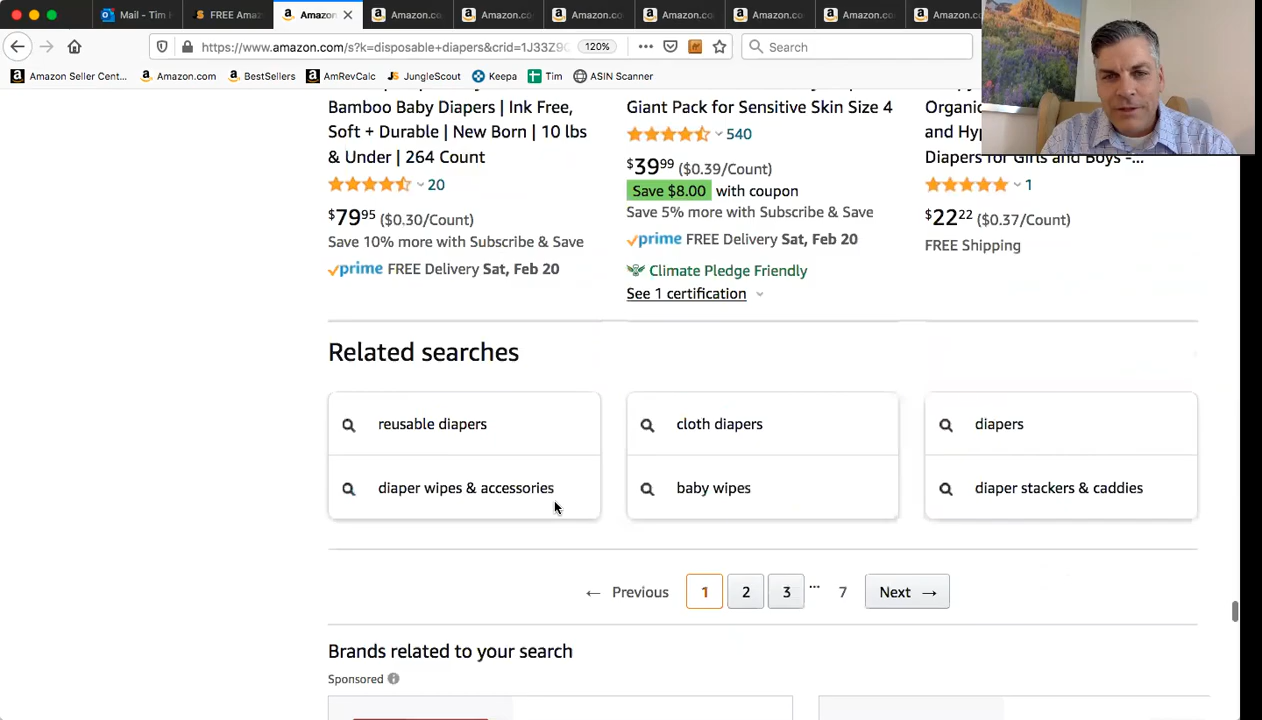 Mail - Tim
FREE Amaz
Amazon
Amazon.co
Amazon.co
Amazon.co
Amazon.co
Amazon.co
Amazon.co
Amazon.co
https://www.amazon.com/s?k=disposable+diapers&crid=1J33Z9
120%
Search
Amazon Seller Cent...
Amazon.com
BestSellers
AmRevCalc
JungleScout
Keepa
Tim
ASIN Scanner
Bamboo Baby Diapers | Ink Free,
Soft + Durable | New Born | 10 lbs
& Under | 264 Count
20
$79.95 ($0.30/Count)
Save 10% more with Subscribe & Save
prime FREE Delivery Sat, Feb 20
Giant Pack for Sensitive Skin Size 4
540
$39.99 ($0.39/Count)
Save $8.00 with coupon
Save 5% more with Subscribe & Save
prime FREE Delivery Sat, Feb 20
Climate Pledge Friendly
See 1 certification
Organic
and Hyp
Diapers for Girls and Boys -...
1
$22.22 ($0.37/Count)
FREE Shipping
Related searches
reusable diapers
cloth diapers
diapers
diaper wipes & accessories
baby wipes
diaper stackers & caddies
← Previous 1 2 3 ... 7 Next →
Brands related to your search
Sponsored